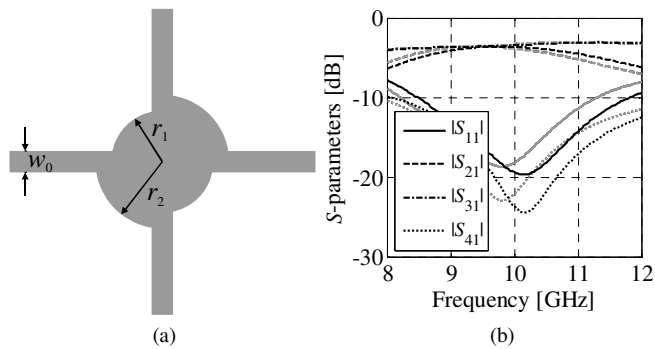 (a)
w₀
r₁
r₂
(b)
S-parameters [dB]
0
-10
-20
-30
|S₁₁|
|S₂₁|
|S₃₁|
|S₄₁|
8 9 10 11 12
Frequency [GHz]
(a)
(b)